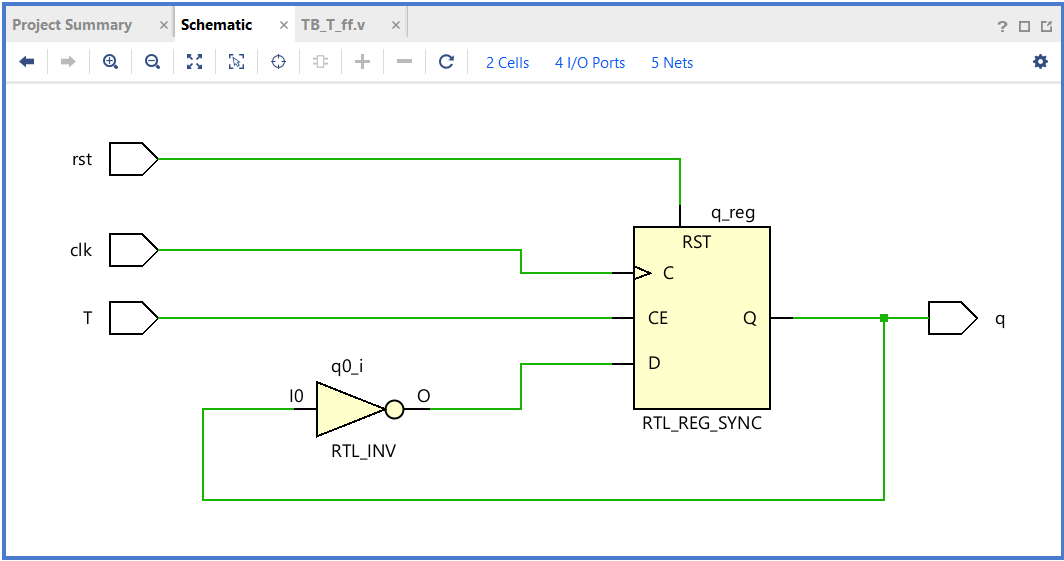 Project Summary × Schematic × TB_T_ff.v × ?
2 Cells 4 I/O Ports 5 Nets
rst
q_reg
RST
clk
C
T
CE
Q
q
D
q0_i
I0
O
RTL_REG_SYNC
RTL_INV